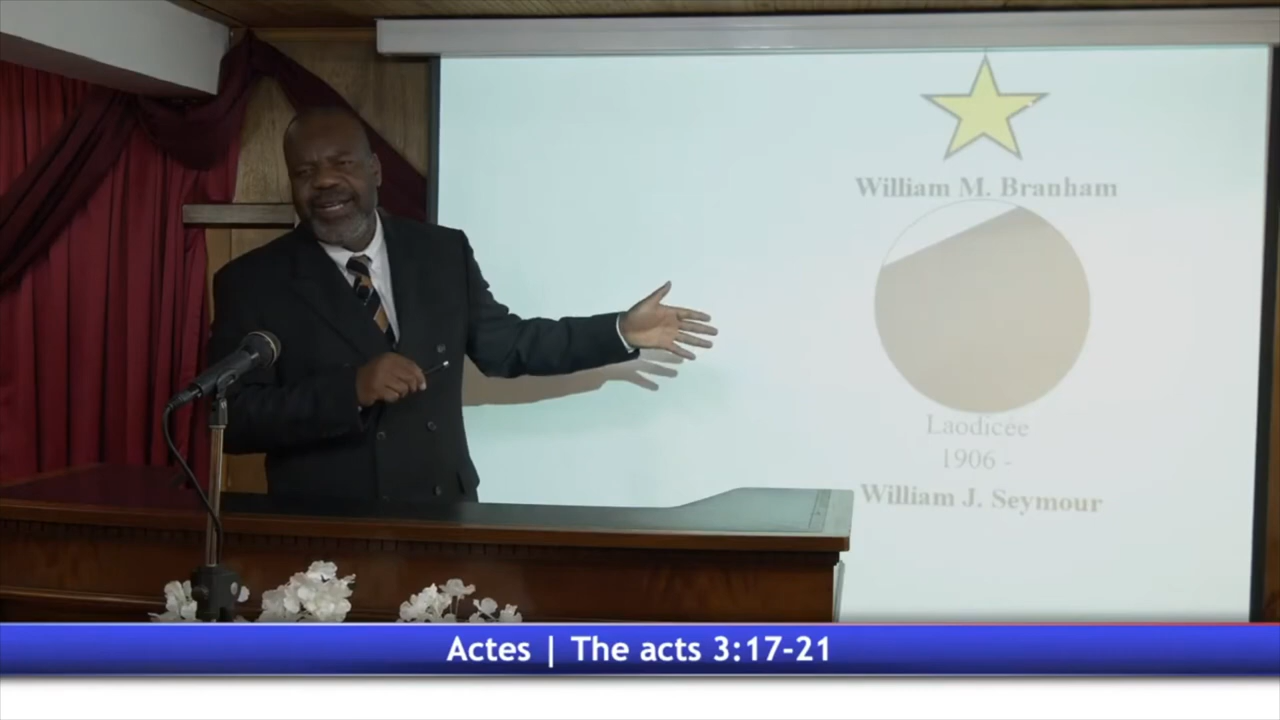 William M. Branham
Laodicée
1906 -
William J. Seymour
Actes | The acts 3:17-21